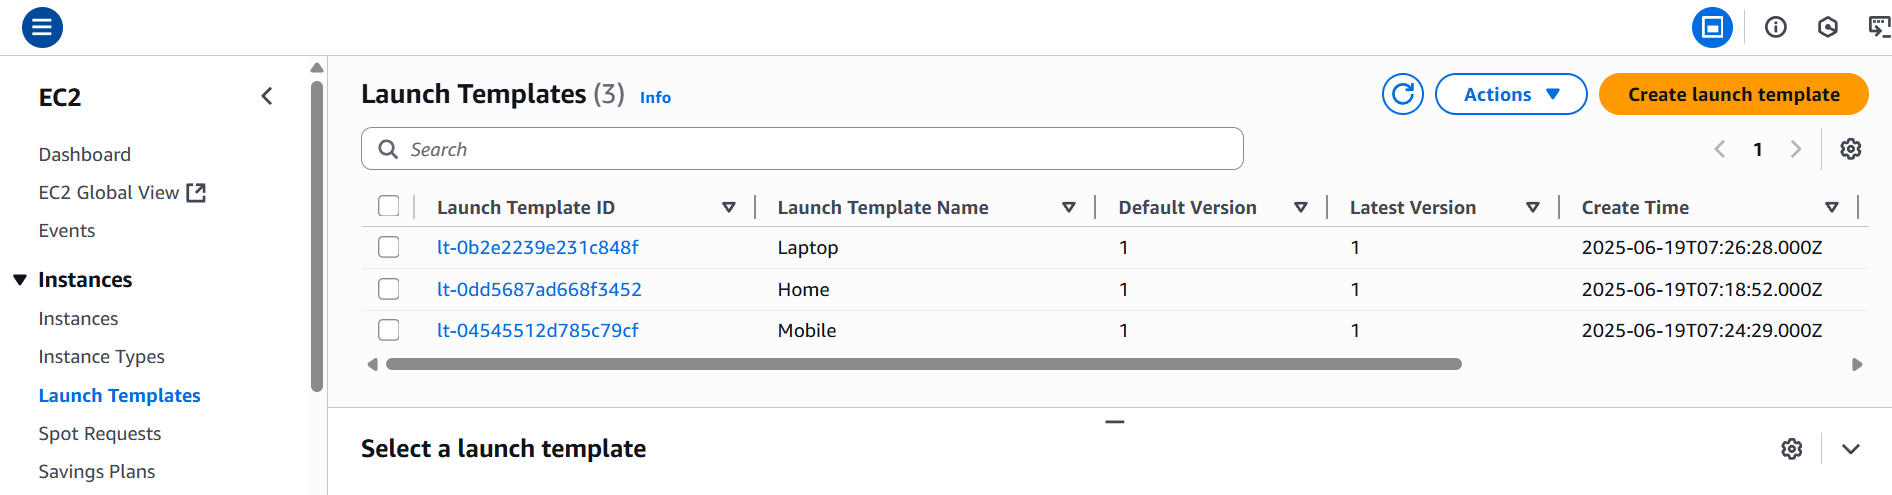 EC2
Dashboard
EC2 Global View
Events
Instances
Instances
Instance Types
Launch Templates
Spot Requests
Savings Plans
Launch Templates (3) Info
Actions
Create launch template
Search
1
Launch Template ID Launch Template Name Default Version Latest Version Create Time
lt-0b2e2239e231c848f Laptop 1 1 2025-06-19T07:26:28.000Z
lt-0dd5687ad668f3452 Home 1 1 2025-06-19T07:18:52.000Z
lt-04545512d785c79cf Mobile 1 1 2025-06-19T07:24:29.000Z
Select a launch template